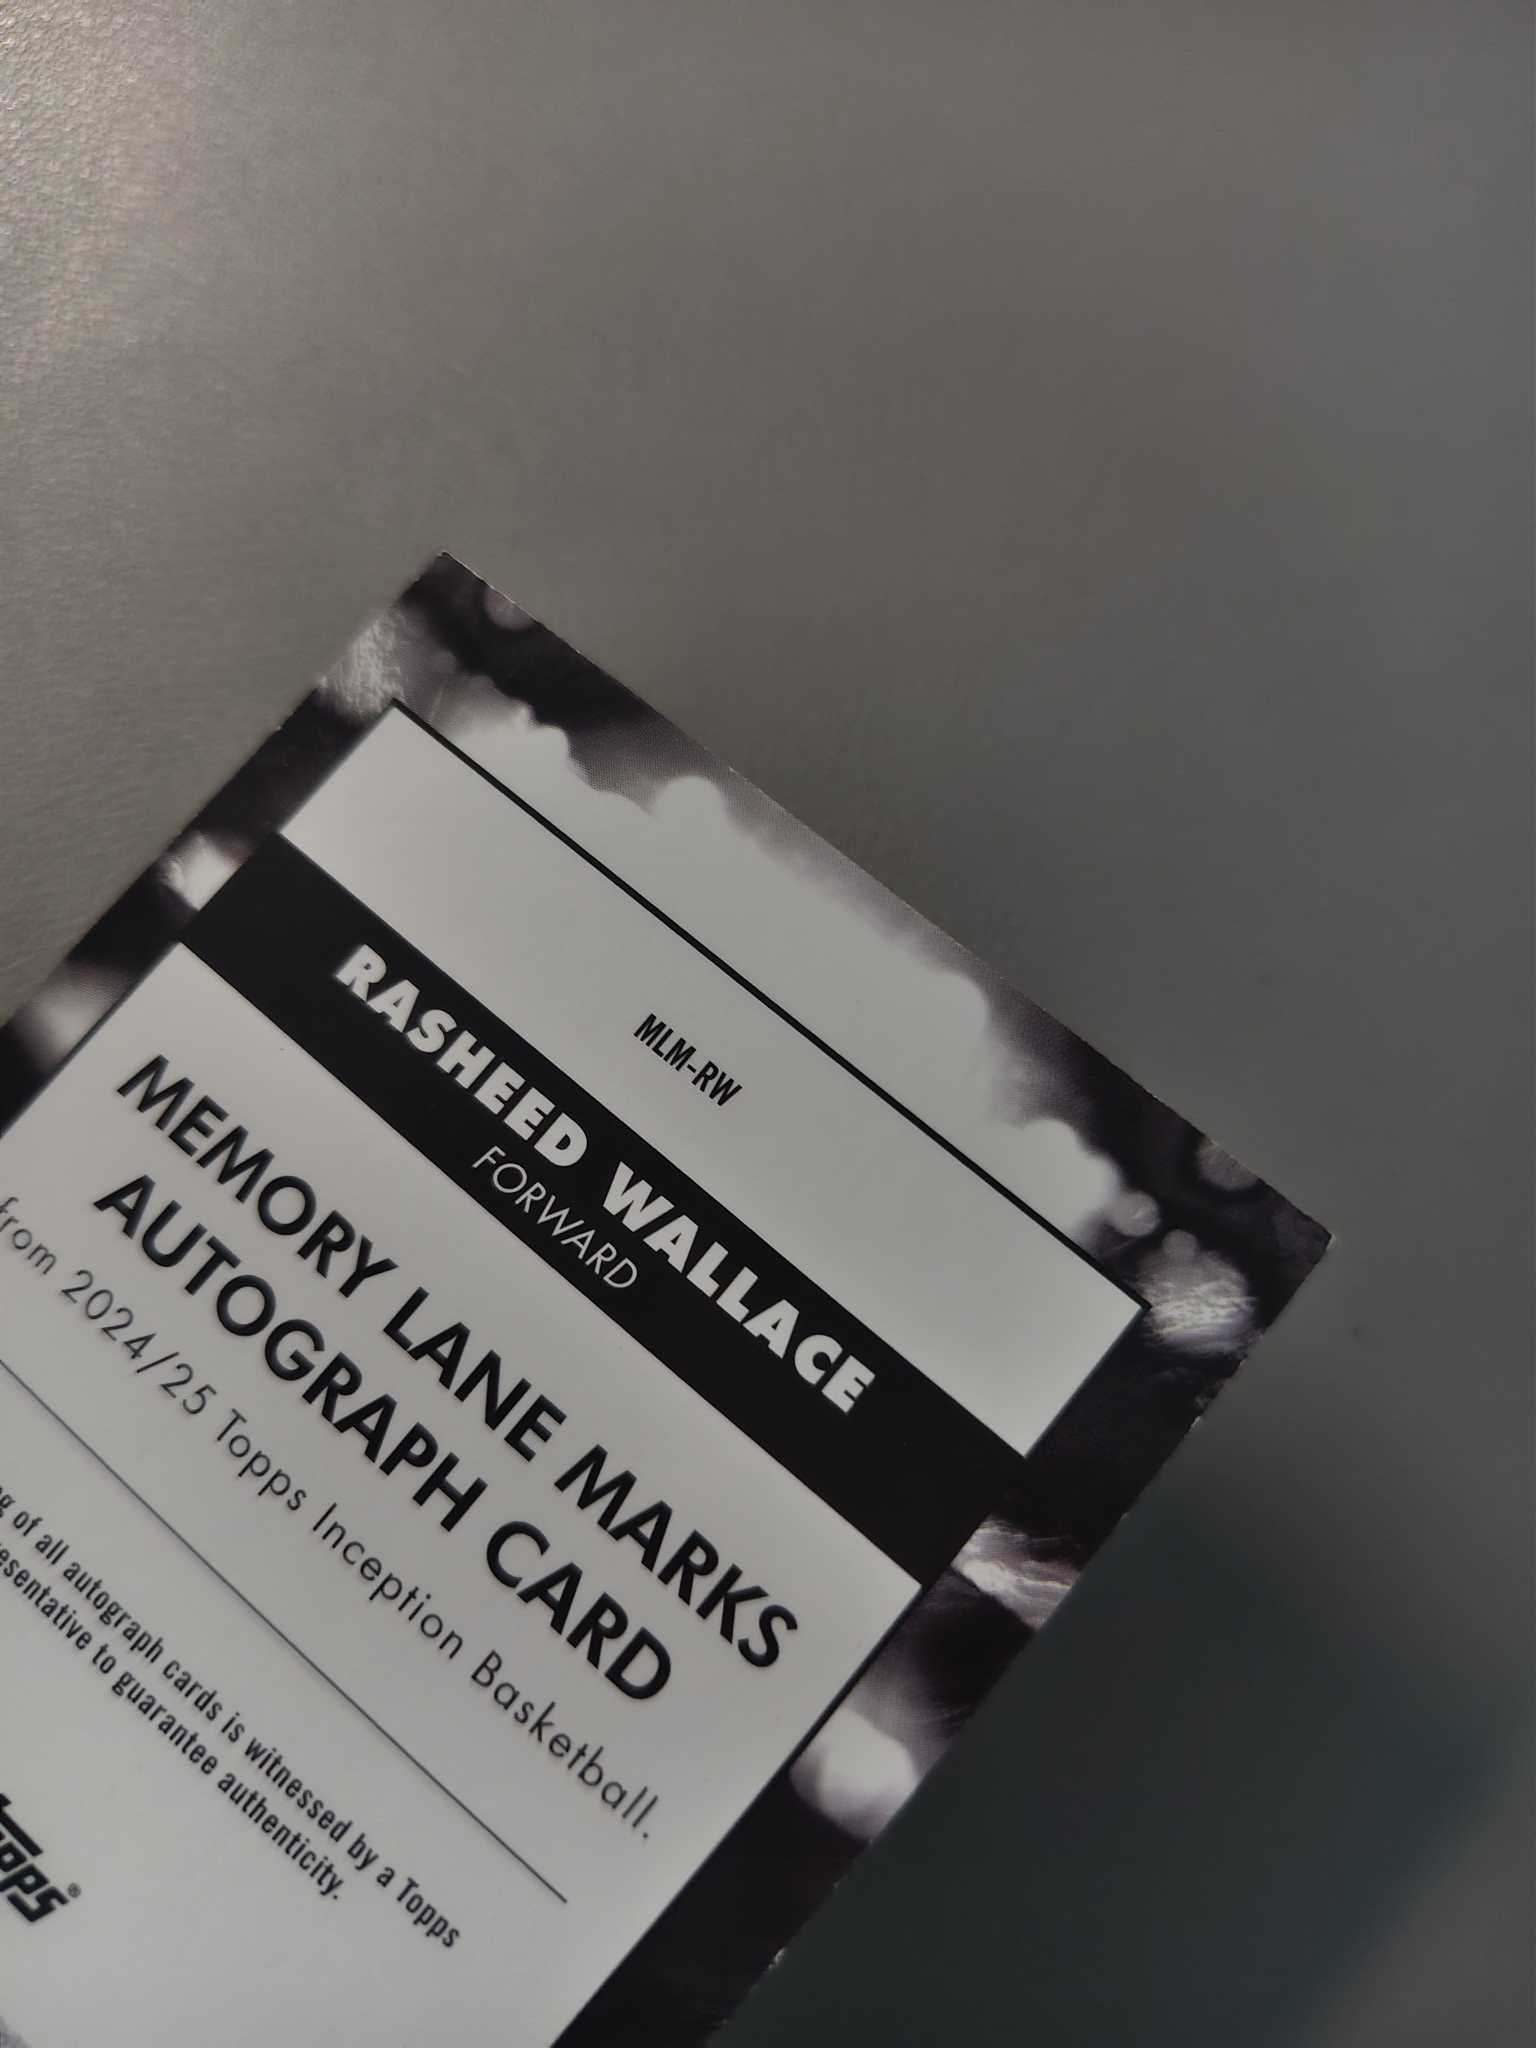 MLM-RW
RASHEED WALLACE
FORWARD
MEMORY LANE MARKS
AUTOGRAPH CARD
from 2024/25 Topps Inception Basketball.
of all autograph cards is witnessed by a Topps
to guarantee authenticity.
Topps®